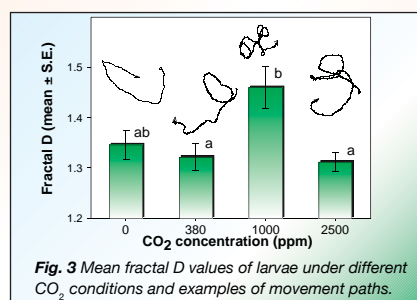 Fractal D (mean ± S.E.)
1.5
1.4
1.3
1.2
ab
a
b
a
0
380
1000
2500
CO₂ concentration (ppm)
Fig. 3 Mean fractal D values of larvae under different
CO₂ conditions and examples of movement paths.